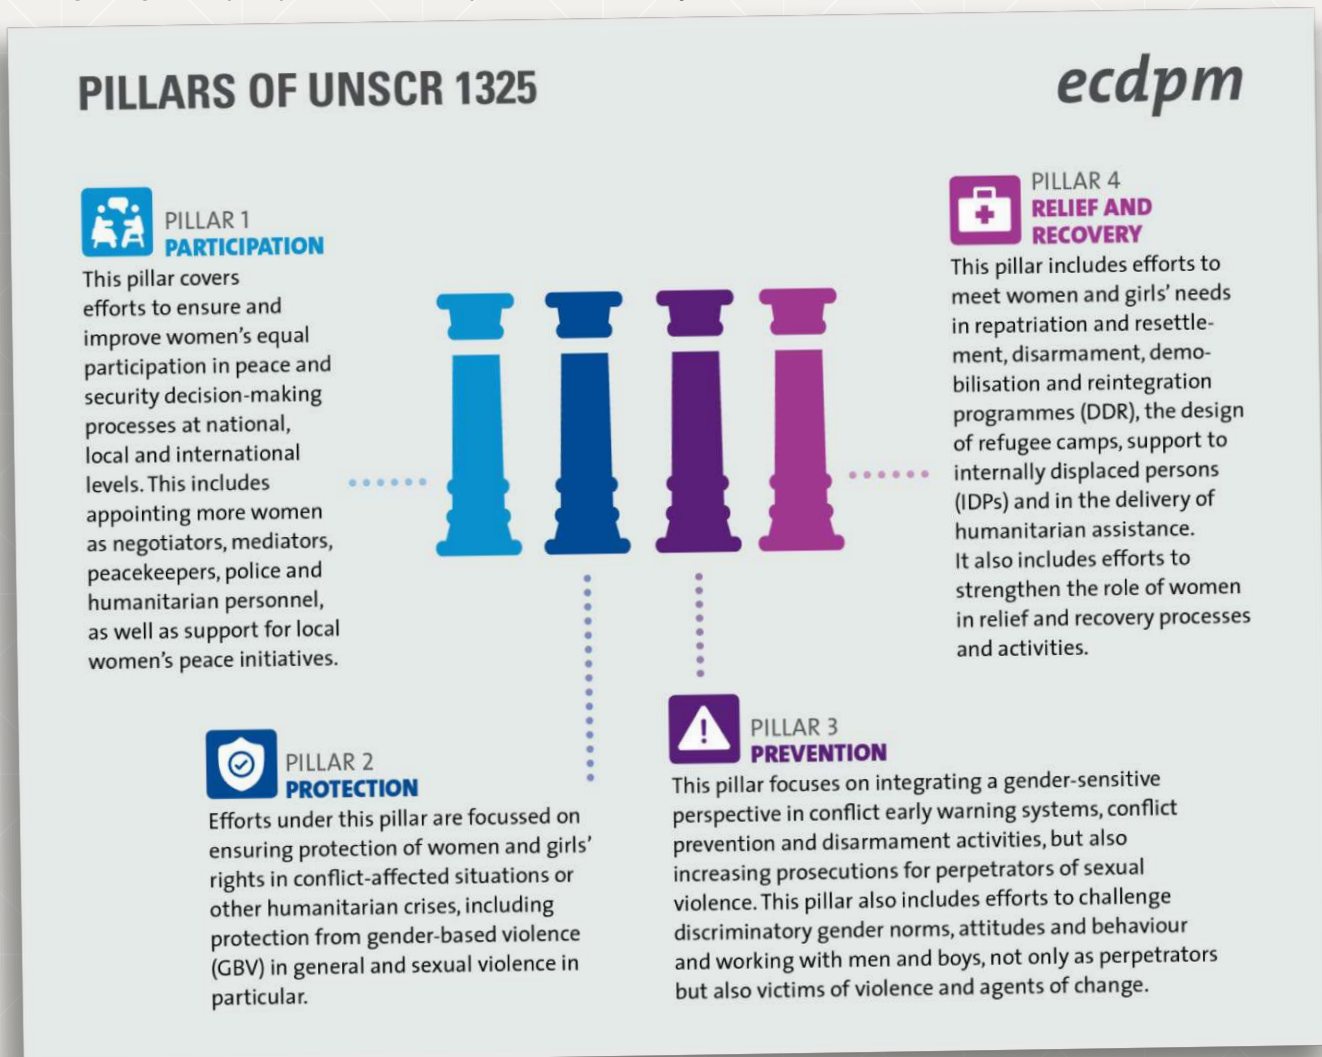 PILLARS OF UNSCR 1325
ecdpm
PILLAR 1
PARTICIPATION
This pillar covers
efforts to ensure and
improve women's equal
participation in peace and
security decision-making
processes at national,
local and international
levels. This includes
appointing more women
as negotiators, mediators,
peacekeepers, police and
humanitarian personnel,
as well as support for local
women's peace initiatives.
PILLAR 2
PROTECTION
Efforts under this pillar are focussed on
ensuring protection of women and girls'
rights in conflict-affected situations or
other humanitarian crises, including
protection from gender-based violence
(GBV) in general and sexual violence in
particular.
PILLAR 3
PREVENTION
This pillar focuses on integrating a gender-sensitive
perspective in conflict early warning systems, conflict
prevention and disarmament activities, but also
increasing prosecutions for perpetrators of sexual
violence. This pillar also includes efforts to challenge
discriminatory gender norms, attitudes and behaviour
and working with men and boys, not only as perpetrators
but also victims of violence and agents of change.
PILLAR 4
RELIEF AND
RECOVERY
This pillar includes efforts to
meet women and girls' needs
in repatriation and resettle-
ment, disarmament, demo-
bilisation and reintegration
programmes (DDR), the design
of refugee camps, support to
internally displaced persons
(IDPs) and in the delivery of
humanitarian assistance.
It also includes efforts to
strengthen the role of women
in relief and recovery processes
and activities.